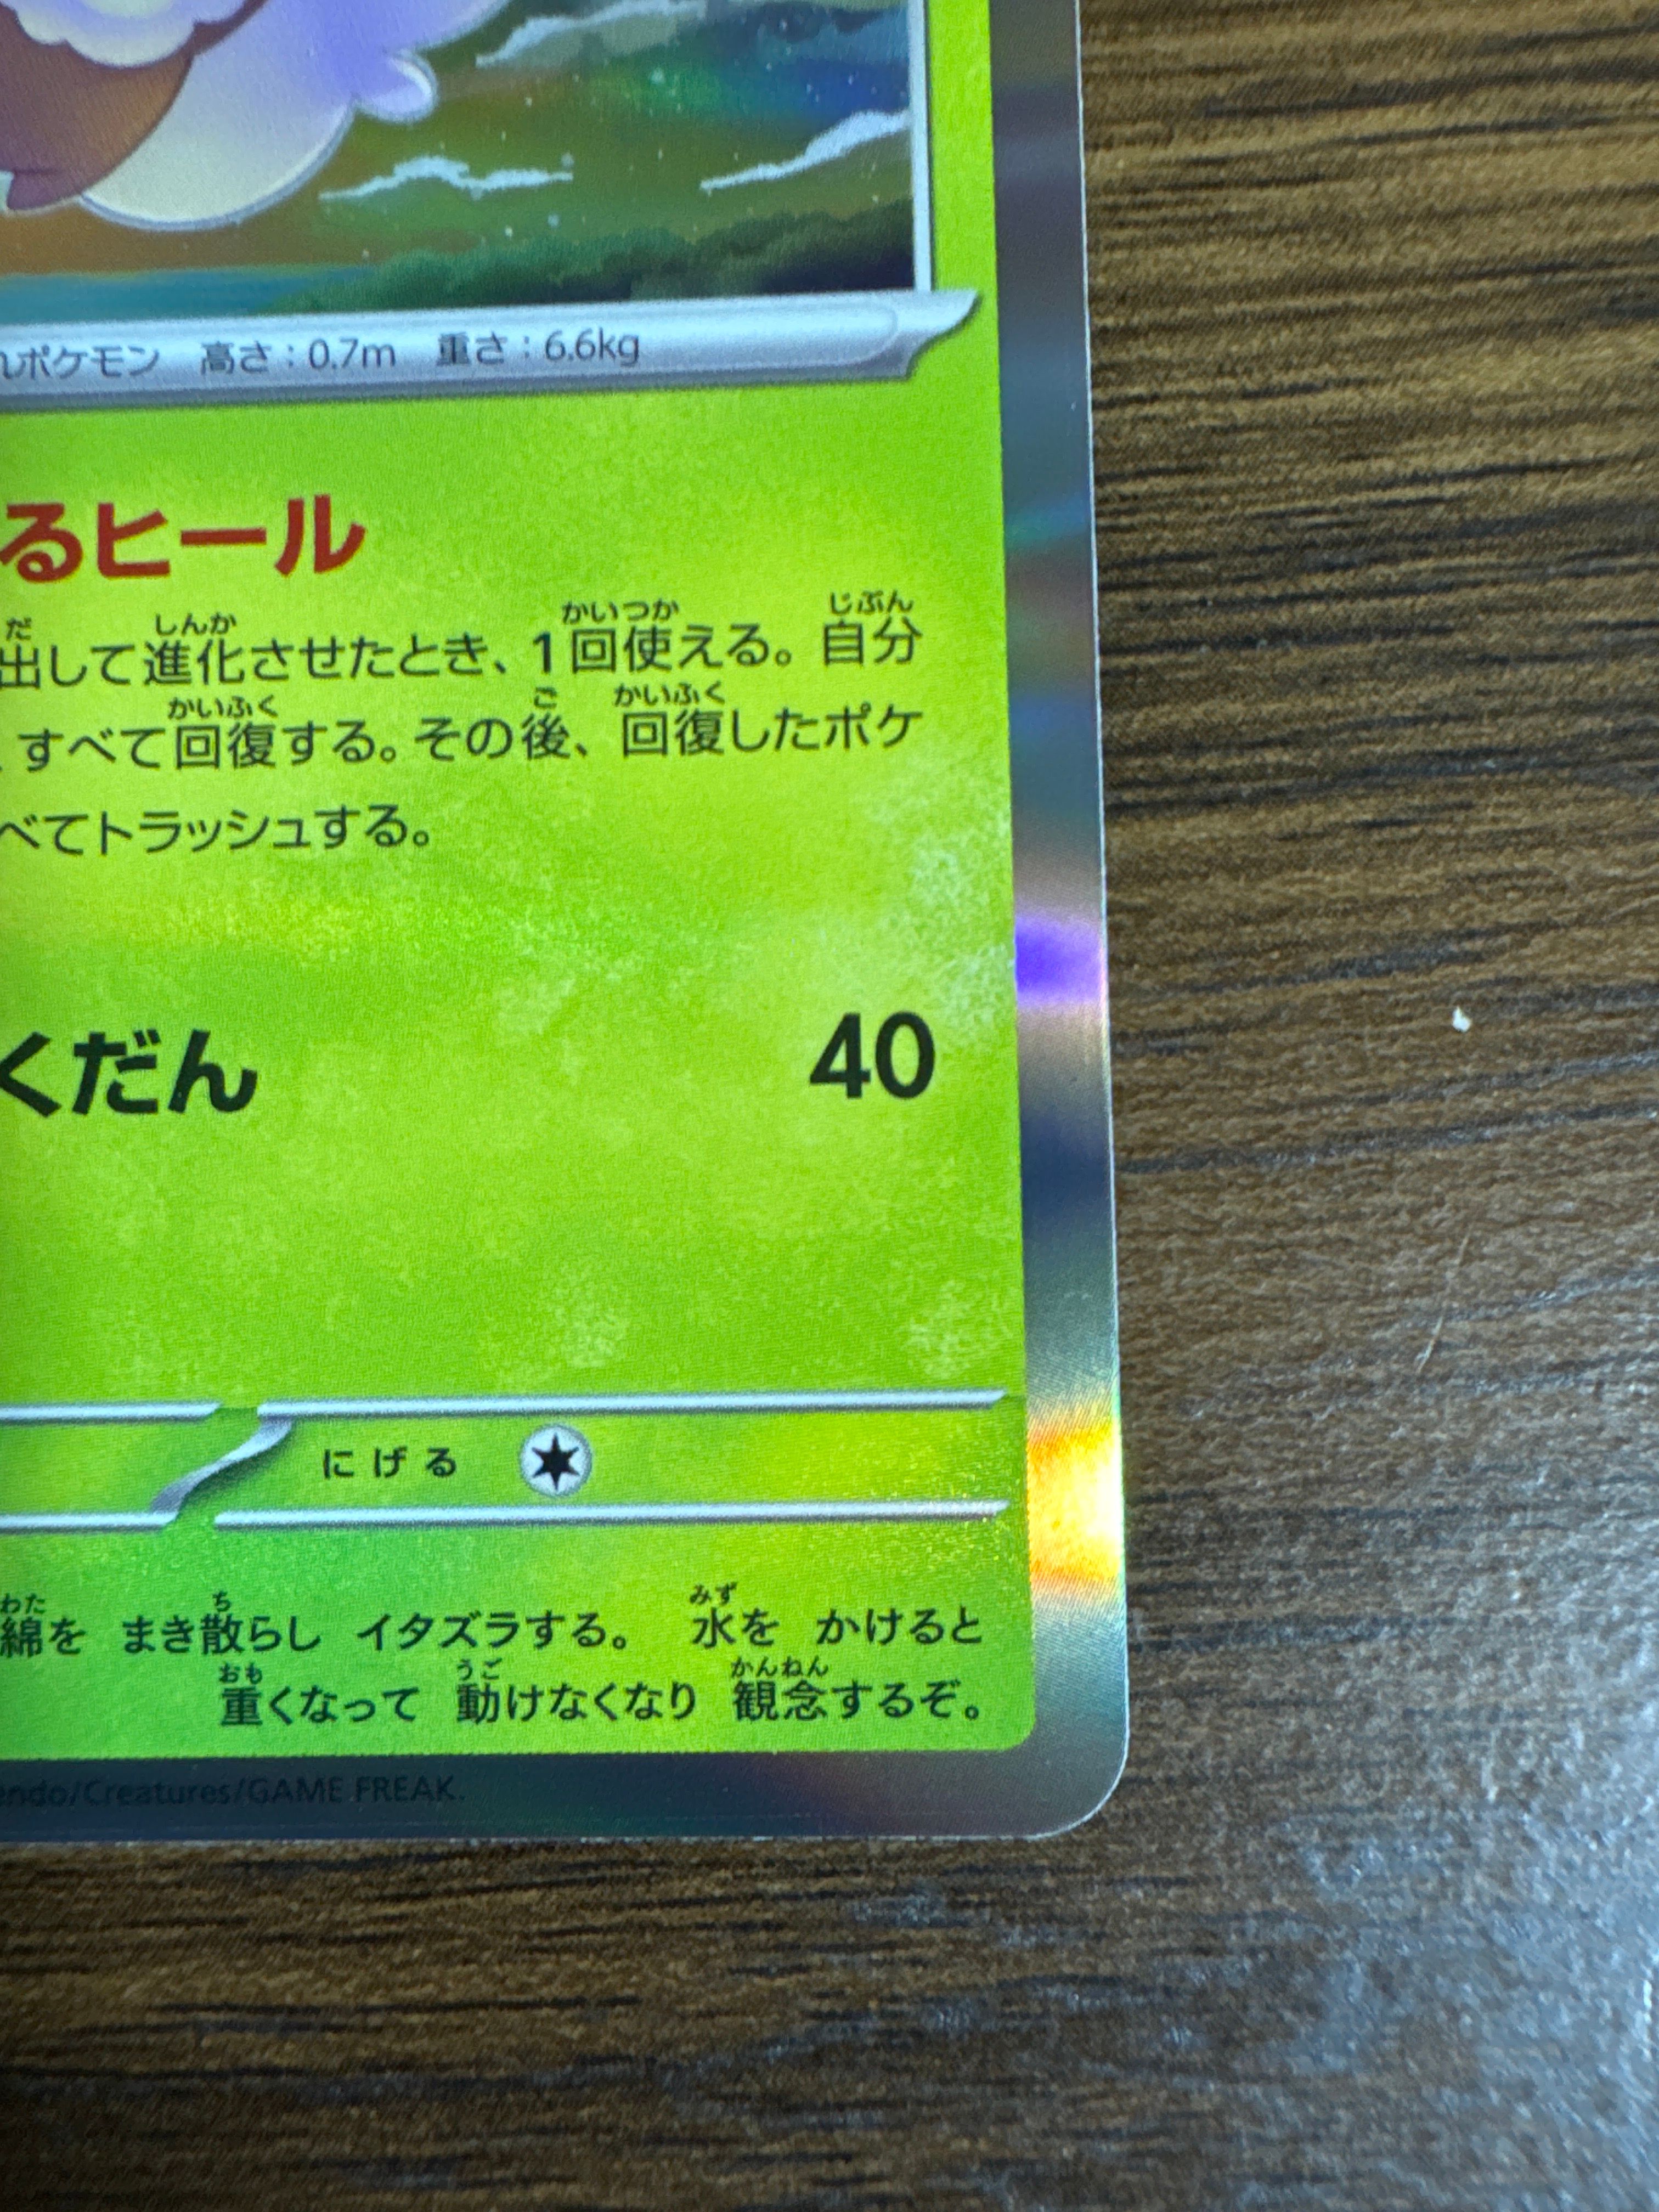 れポケモン 高さ：0.7m 重さ：6.6kg
るヒール
だ しんか かいつか じぶん
出して進化させたとき、1回使える。自分
かいふく ご かいふく
すべて回復する。その後、回復したポケ
べてトラッシュする。
くだん 40
にげる
わた ち みず
綿を まき散らし イタズラする。 水を かけると
おも うご かんねん
重くなって 動けなくなり 観念するぞ。
endo/Creatures/GAME FREAK.